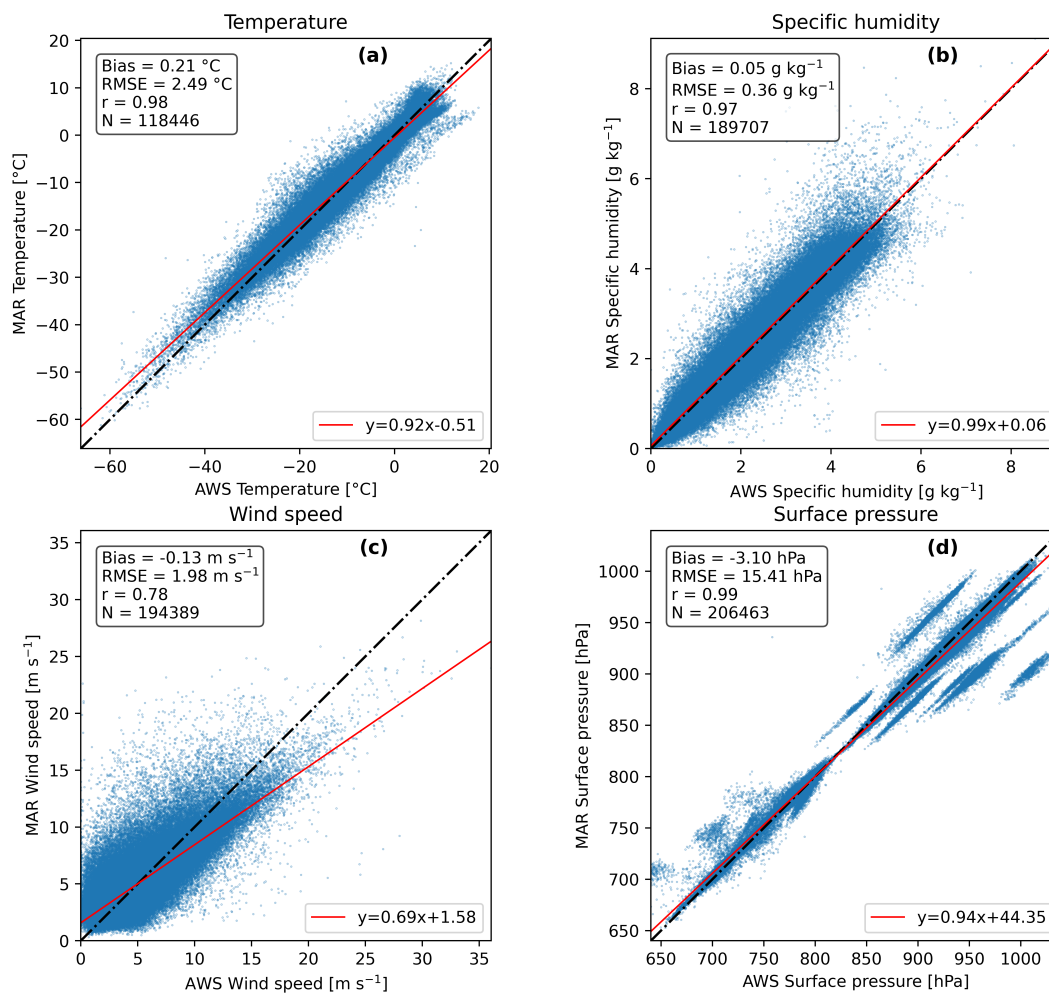 Temperature
(a)
Bias = 0.21 °C
RMSE = 2.49 °C
r = 0.98
N = 118446
20
10
0
−10
−20
−30
−40
−50
−60
MAR Temperature [°C]
y=0.92x-0.51
−60 −40 −20 0 20
AWS Temperature [°C]
Specific humidity
(b)
Bias = 0.05 g kg⁻¹
RMSE = 0.36 g kg⁻¹
r = 0.97
N = 189707
8
6
4
2
0
MAR Specific humidity [g kg⁻¹]
y=0.99x+0.06
0 2 4 6 8
AWS Specific humidity [g kg⁻¹]
Wind speed
(c)
Bias = -0.13 m s⁻¹
RMSE = 1.98 m s⁻¹
r = 0.78
N = 194389
35
30
25
20
15
10
5
0
MAR Wind speed [m s⁻¹]
y=0.69x+1.58
0 5 10 15 20 25 30 35
AWS Wind speed [m s⁻¹]
Surface pressure
(d)
Bias = -3.10 hPa
RMSE = 15.41 hPa
r = 0.99
N = 206463
1000
950
900
850
800
750
700
650
MAR Surface pressure [hPa]
y=0.94x+44.35
650 700 750 800 850 900 950 1000
AWS Surface pressure [hPa]